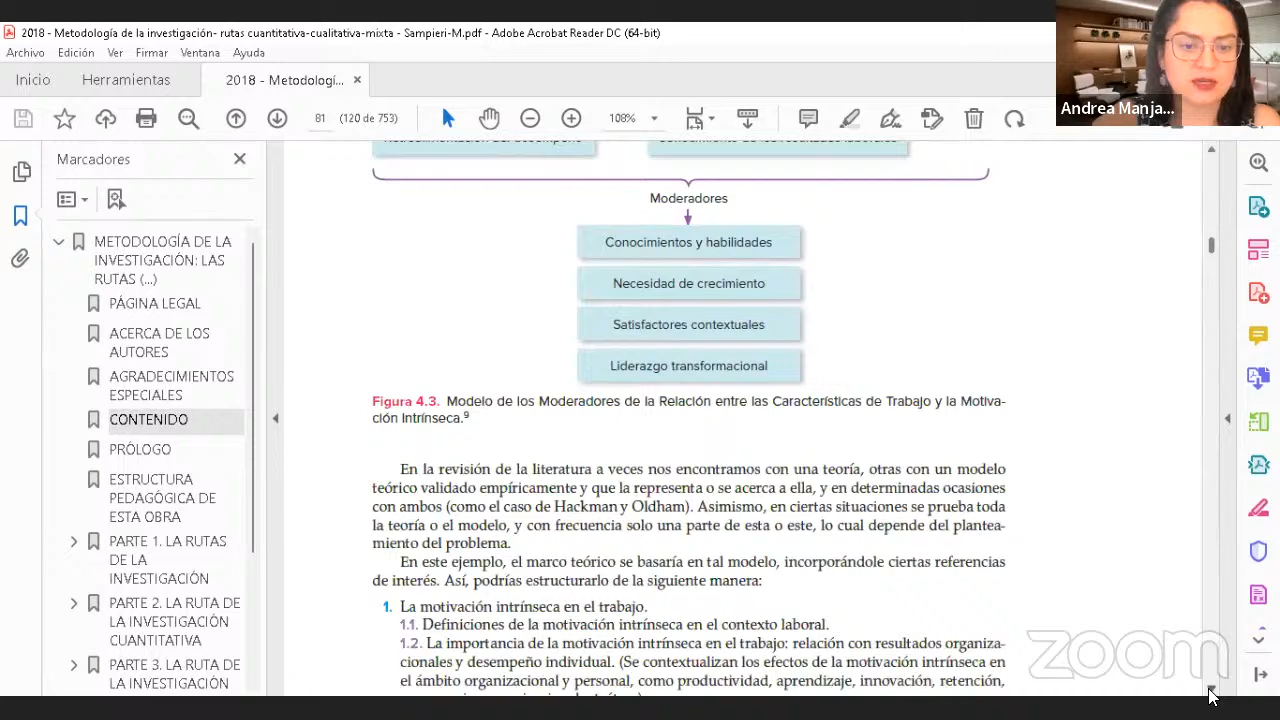 2018 - Metodología de la investigación- rutas cuantitativa-cualitativa-mixta - Sampieri-M.pdf - Adobe Acrobat Reader DC (64-bit)
Archivo Edición Ver Firmar Ventana Ayuda
Inicio Herramientas 2018 - Metodologí... ×
81 (120 de 753) 108%
Andrea Manja...
Marcadores
METODOLOGÍA DE LA
INVESTIGACIÓN: LAS
RUTAS (...)
PÁGINA LEGAL
ACERCA DE LOS
AUTORES
AGRADECIMIENTOS
ESPECIALES
CONTENIDO
PRÓLOGO
ESTRUCTURA
PEDAGÓGICA DE
ESTA OBRA
PARTE 1. LA RUTAS
DE LA
INVESTIGACIÓN
PARTE 2. LA RUTA DE
LA INVESTIGACIÓN
CUANTITATIVA
PARTE 3. LA RUTA DE
LA INVESTIGACIÓN
Moderadores
Conocimientos y habilidades
Necesidad de crecimiento
Satisfactores contextuales
Liderazgo transformacional
Figura 4.3. Modelo de los Moderadores de la Relación entre las Características de Trabajo y la Motiva-
ción Intrínseca.⁹
En la revisión de la literatura a veces nos encontramos con una teoría, otras con un modelo
teórico validado empíricamente y que la representa o se acerca a ella, y en determinadas ocasiones
con ambos (como el caso de Hackman y Oldham). Asimismo, en ciertas situaciones se prueba toda
la teoría o el modelo, y con frecuencia solo una parte de esta o este, lo cual depende del plantea-
miento del problema.
En este ejemplo, el marco teórico se basaría en tal modelo, incorporándole ciertas referencias
de interés. Así, podrías estructurarlo de la siguiente manera:
1. La motivación intrínseca en el trabajo.
1.1. Definiciones de la motivación intrínseca en el contexto laboral.
1.2. La importancia de la motivación intrínseca en el trabajo: relación con resultados organiza-
cionales y desempeño individual. (Se contextualizan los efectos de la motivación intrínseca en
el ámbito organizacional y personal, como productividad, aprendizaje, innovación, retención,
zoom